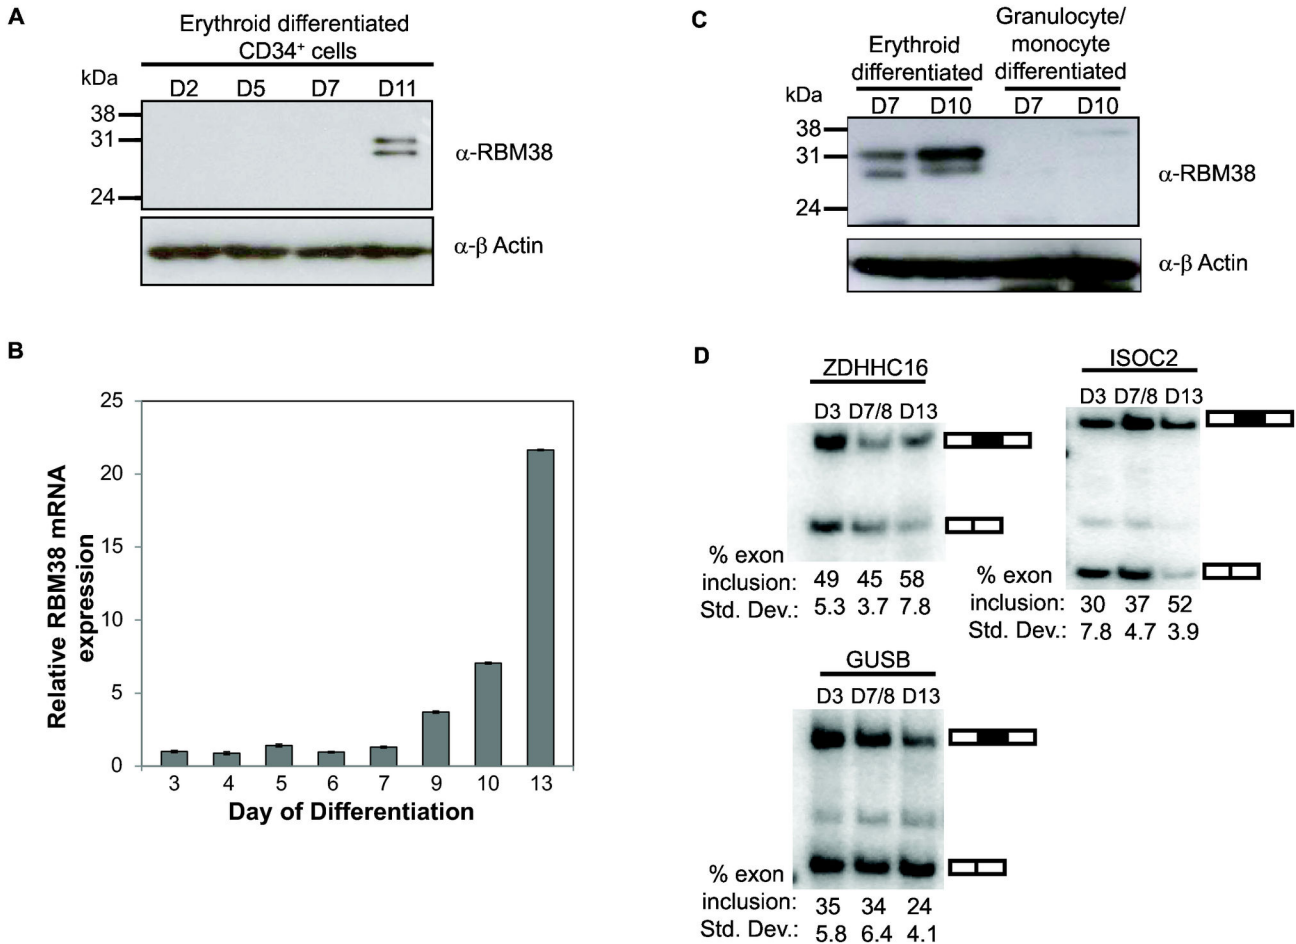 A
Erythroid differentiated
CD34+ cells
kDa
D2 D5 D7 D11
38
31
24
α-RBM38
α-β Actin
B
Relative RBM38 mRNA
expression
25
20
15
10
5
0
3 4 5 6 7 9 10 13
Day of Differentiation
C
Erythroid
differentiated
Granulocyte/
monocyte
differentiated
kDa
D7 D10 D7 D10
38
31
24
α-RBM38
α-β Actin
D
ZDHHC16
D3 D7/8 D13
% exon
inclusion: 49 45 58
Std. Dev.: 5.3 3.7 7.8
ISOC2
D3 D7/8 D13
% exon
inclusion: 30 37 52
Std. Dev.: 7.8 4.7 3.9
GUSB
D3 D7/8 D13
% exon
inclusion: 35 34 24
Std. Dev.: 5.8 6.4 4.1